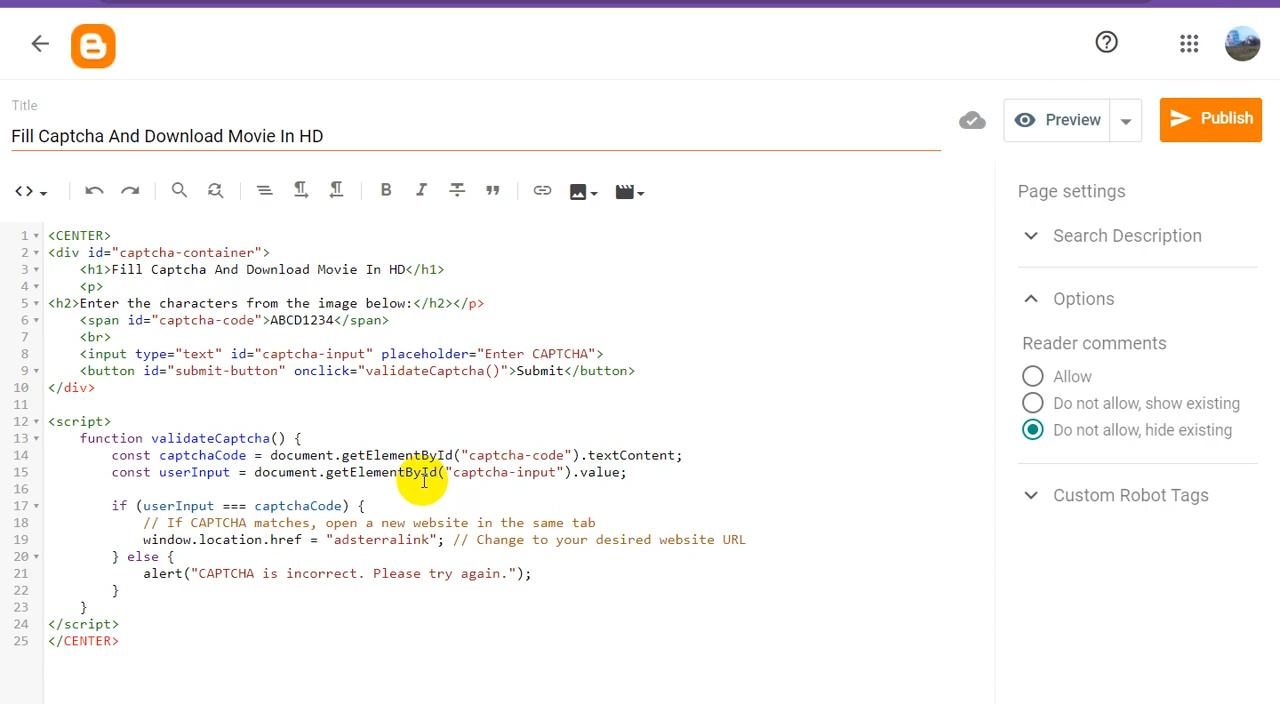 Title
Fill Captcha And Download Movie In HD
Preview
Publish
Page settings
Search Description
Options
Reader comments
Allow
Do not allow, show existing
Do not allow, hide existing
Custom Robot Tags
1 <CENTER>
2 <div id="captcha-container">
3 <h1>Fill Captcha And Download Movie In HD</h1>
4 <p>
5 <h2>Enter the characters from the image below:</h2></p>
6 <span id="captcha-code">ABCD1234</span>
7 <br>
8 <input type="text" id="captcha-input" placeholder="Enter CAPTCHA">
9 <button id="submit-button" onclick="validateCaptcha()">Submit</button>
10 </div>
11
12 <script>
13 function validateCaptcha() {
14 const captchaCode = document.getElementById("captcha-code").textContent;
15 const userInput = document.getElementById("captcha-input").value;
16
17 if (userInput === captchaCode) {
18 // If CAPTCHA matches, open a new website in the same tab
19 window.location.href = "adsterralink"; // Change to your desired website URL
20 } else {
21 alert("CAPTCHA is incorrect. Please try again.");
22 }
23 }
24 </script>
25 </CENTER>